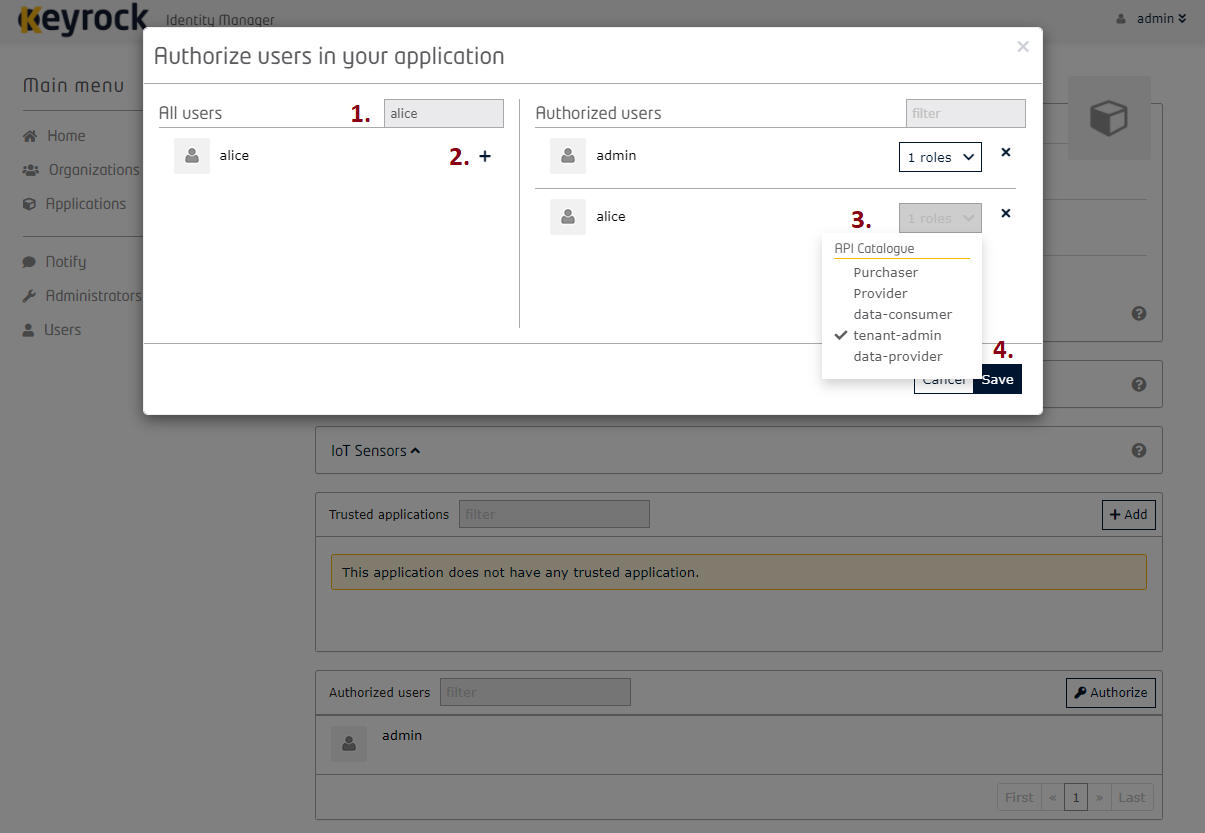 Keyrock Identity Manager
admin
Authorize users in your application
×
Main menu
Home
Organizations
Applications
Notify
Administrators
Users
All users
1.
alice
alice
2. +
Authorized users
filter
admin
1 roles
×
alice
3.
1 roles
×
API Catalogue
Purchaser
Provider
data-consumer
tenant-admin
data-provider
4.
Cancel
Save
IoT Sensors
Trusted applications
filter
+ Add
This application does not have any trusted application.
Authorized users
filter
Authorize
admin
First « 1 » Last